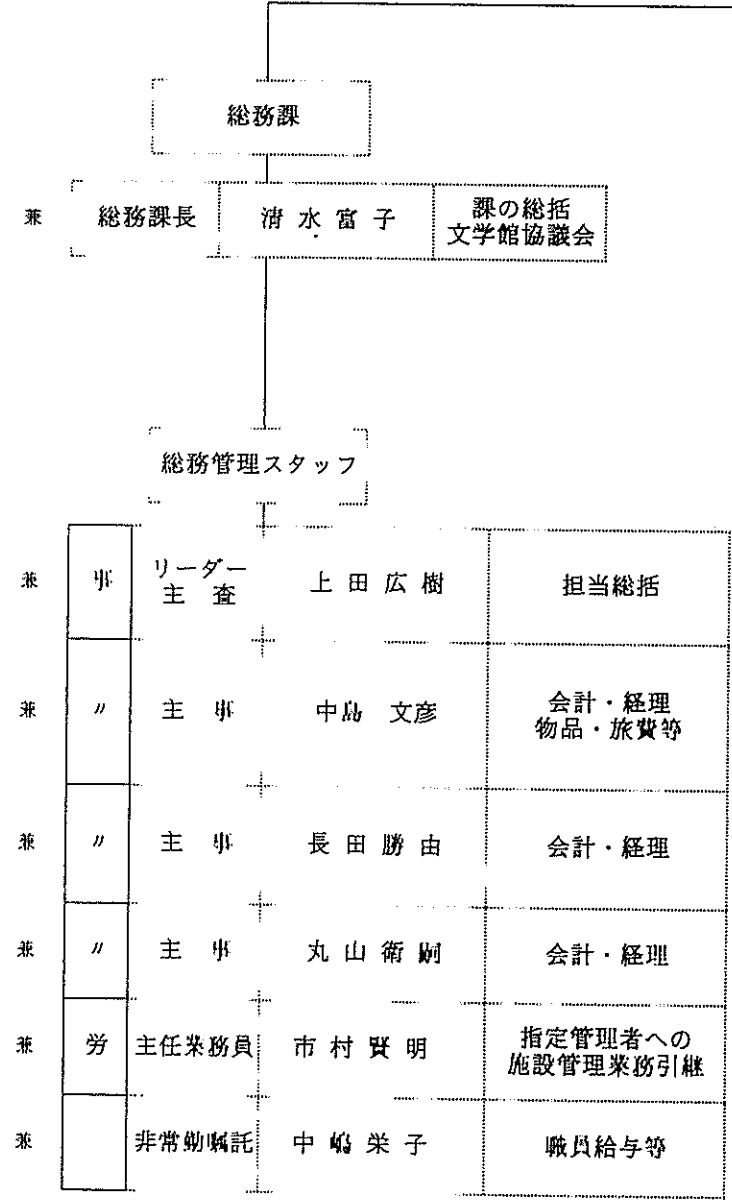 総務課
兼 総務課長 清水富子 課の総括
文学館協議会
総務管理スタッフ
兼 事 リーダー
主査 上田広樹 担当総括
兼 〃 主事 中島 文彦 会計・経理
物品・旅費等
兼 〃 主事 長田勝由 会計・経理
兼 〃 主事 丸山衛嗣 会計・経理
兼 労 主任業務員 市村賢明 指定管理者への
施設管理業務引継
兼 非常勤嘱託 中嶋栄子 職員給与等